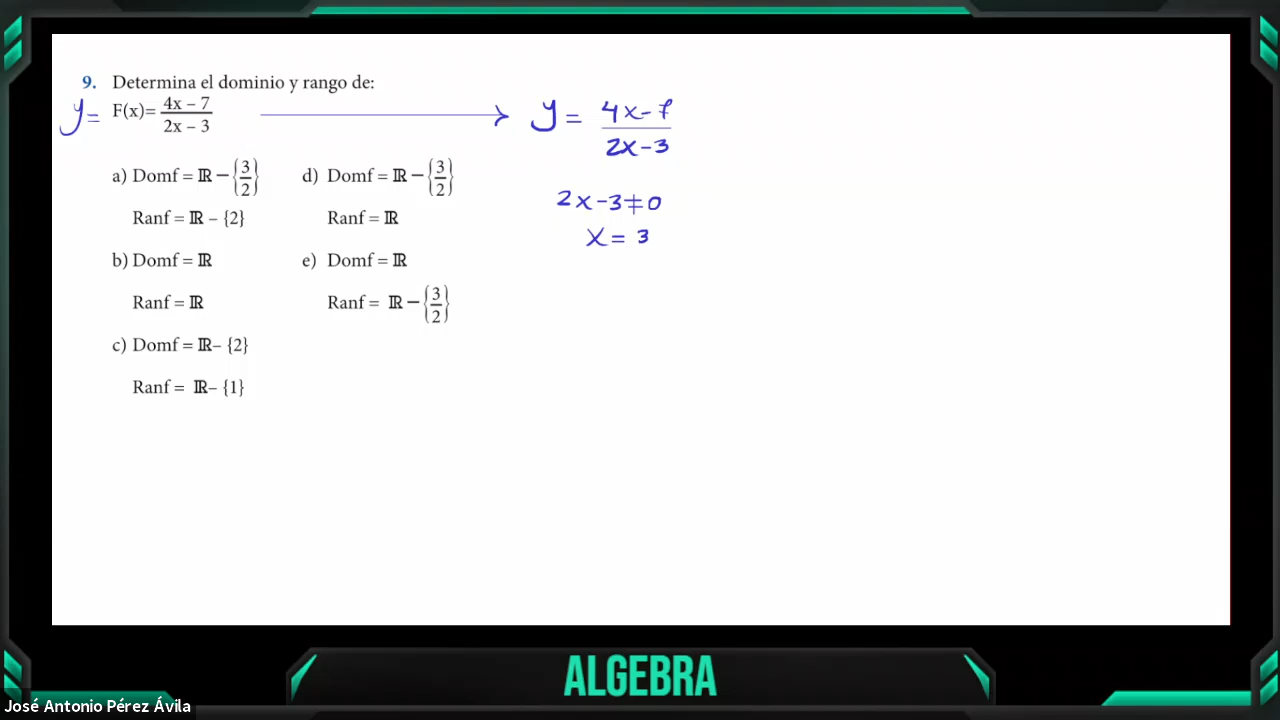 9. Determina el dominio y rango de:
y = F(x)= 4x – 7 / 2x – 3
y = 4x – 7 / 2x – 3
2x – 3 ≠ 0
x = 3
a) Domf = ℝ – {3/2}
Ranf = ℝ – {2}
b) Domf = ℝ
Ranf = ℝ
c) Domf = ℝ– {2}
Ranf = ℝ– {1}
d) Domf = ℝ – {3/2}
Ranf = ℝ
e) Domf = ℝ
Ranf = ℝ – {3/2}
ALGEBRA
José Antonio Pérez Ávila